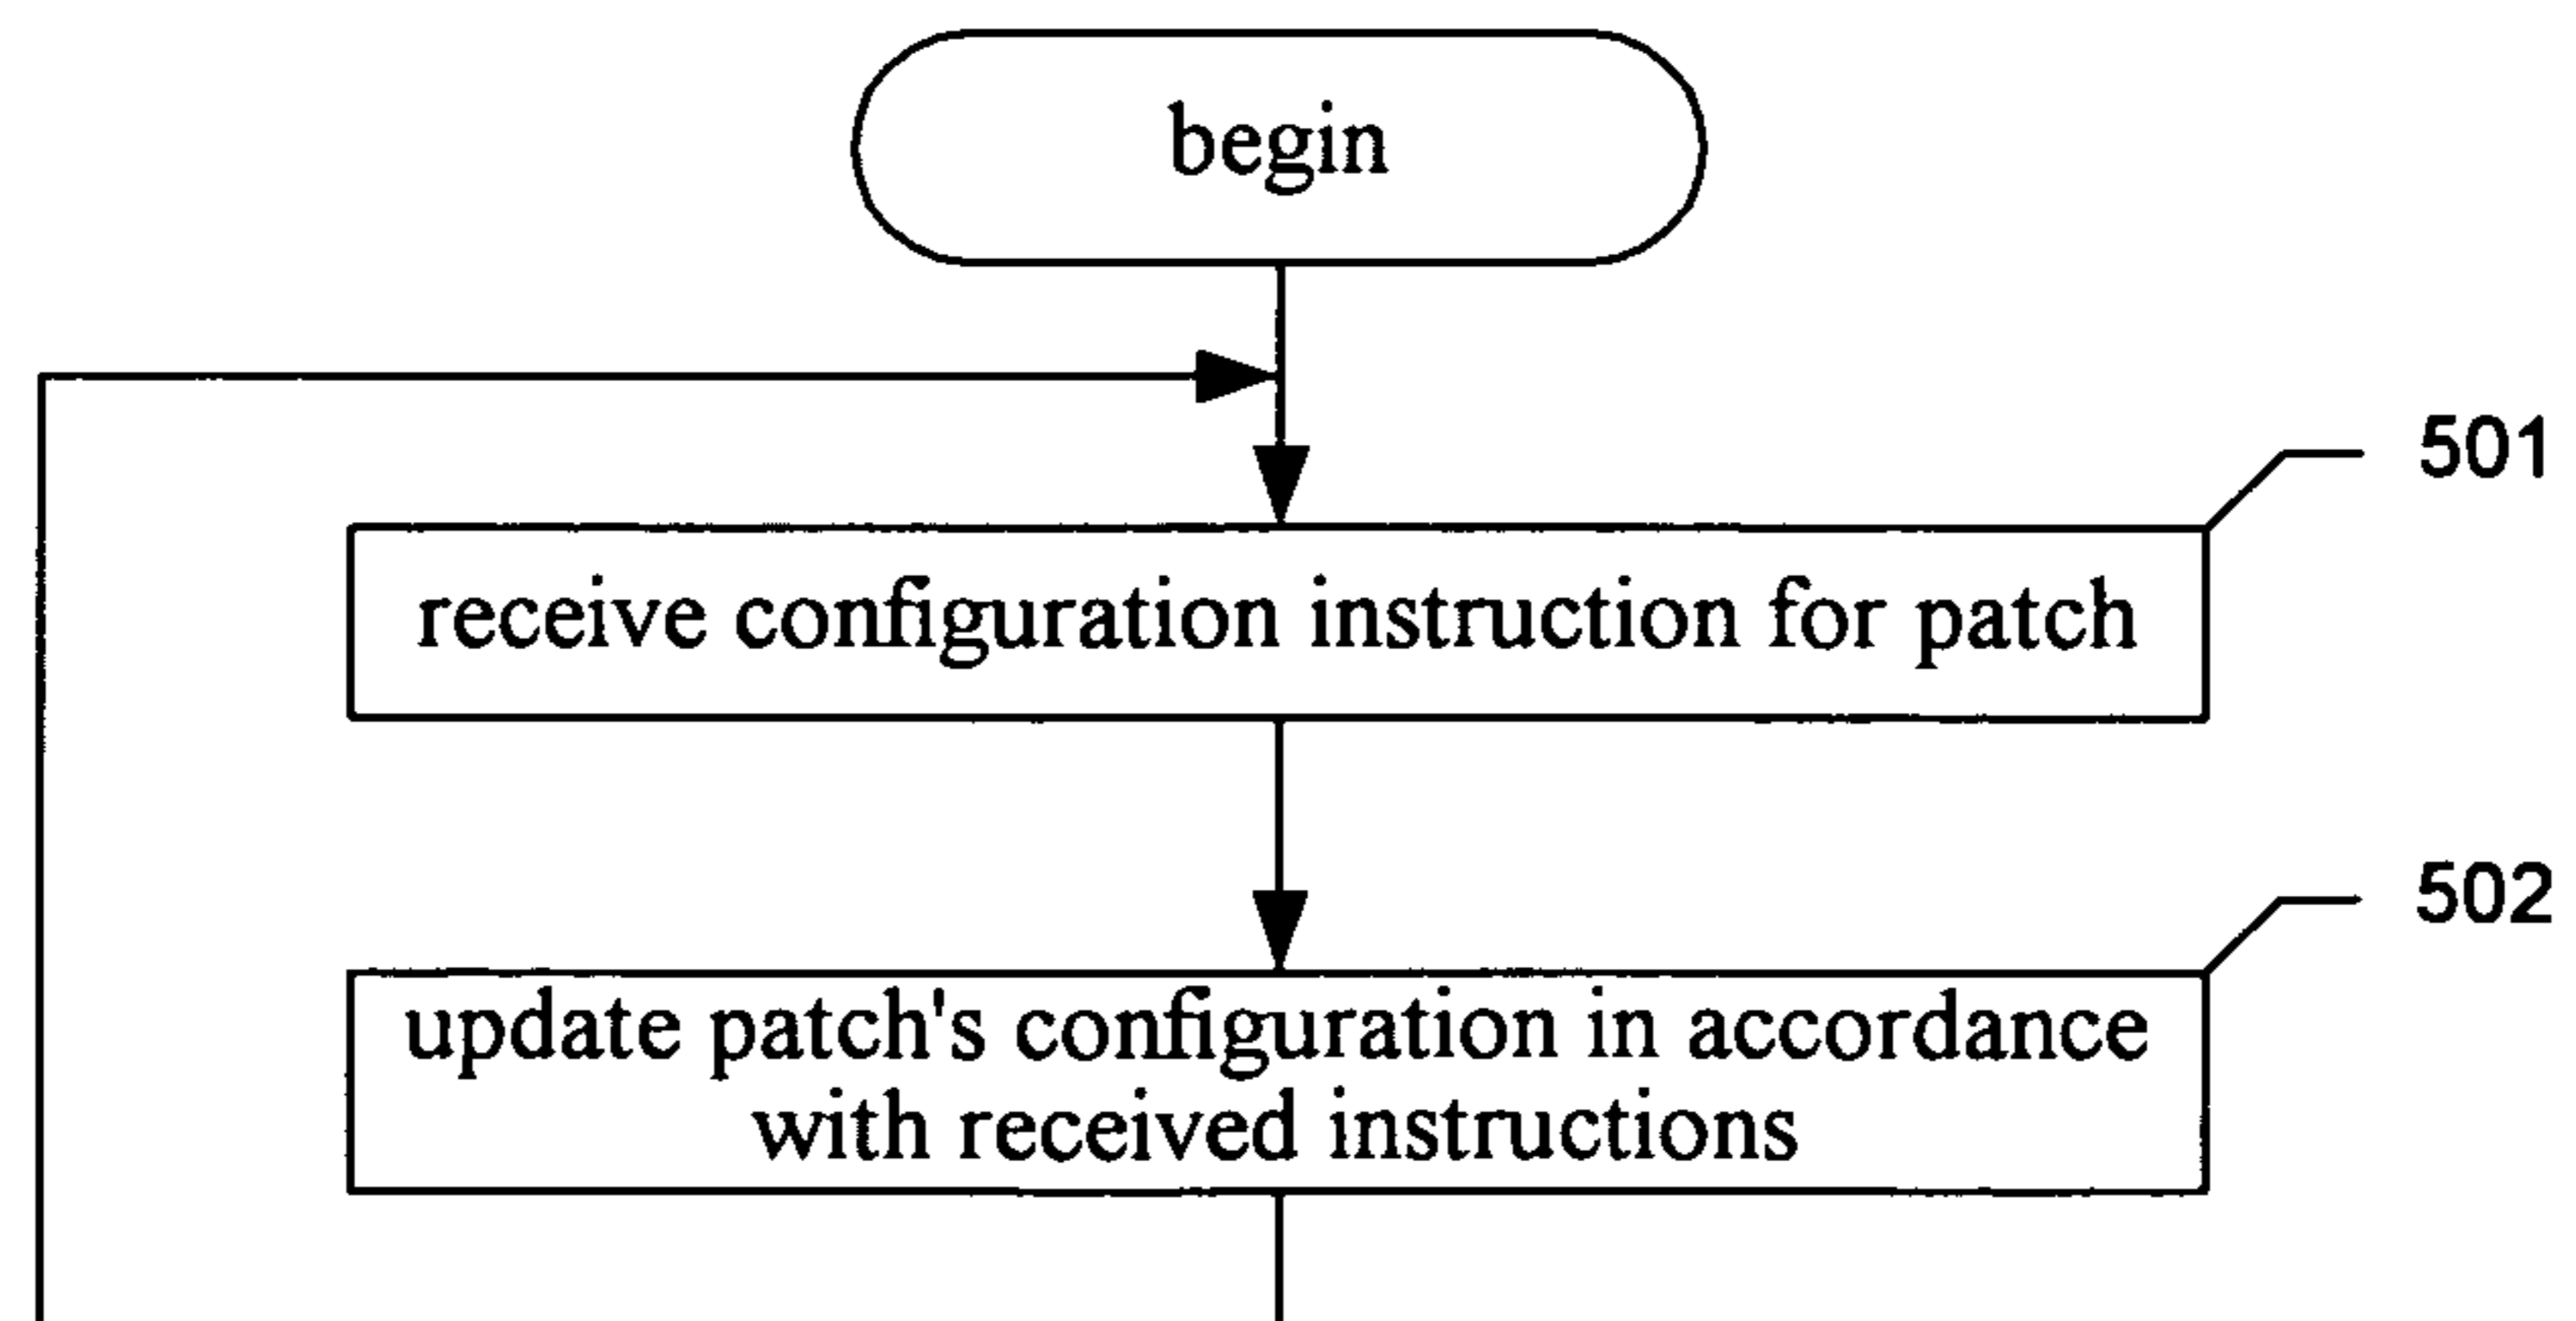 begin
501
receive configuration instruction for patch
502
update patch's configuration in accordance
with received instructions